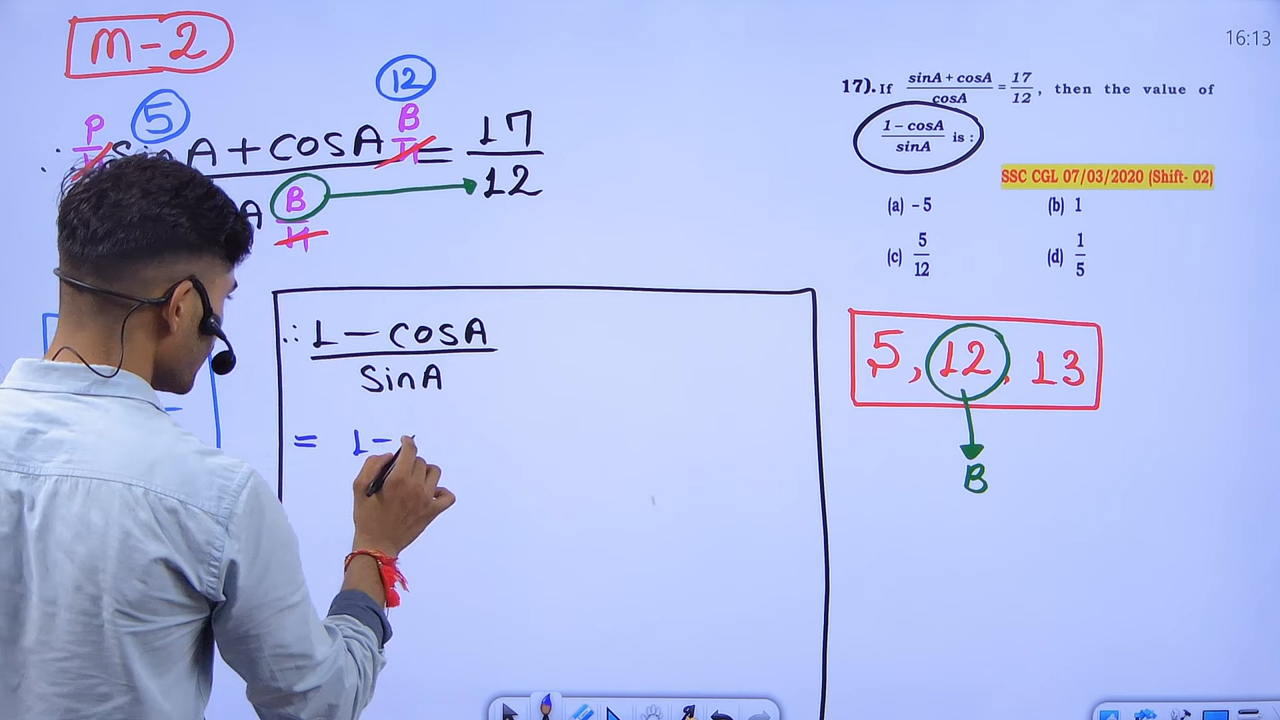 M-2
16:13
12
5
P B
SinA + COSA H = 17/12
A B
H
17). If (sinA + cosA)/cosA = 17/12, then the value of
(1 - cosA)/sinA is :
SSC CGL 07/03/2020 (Shift- 02)
(a) - 5 (b) 1
(c) 5/12 (d) 1/5
5, 12, 13
B
∴ 1 - COSA
SinA
= 1 -